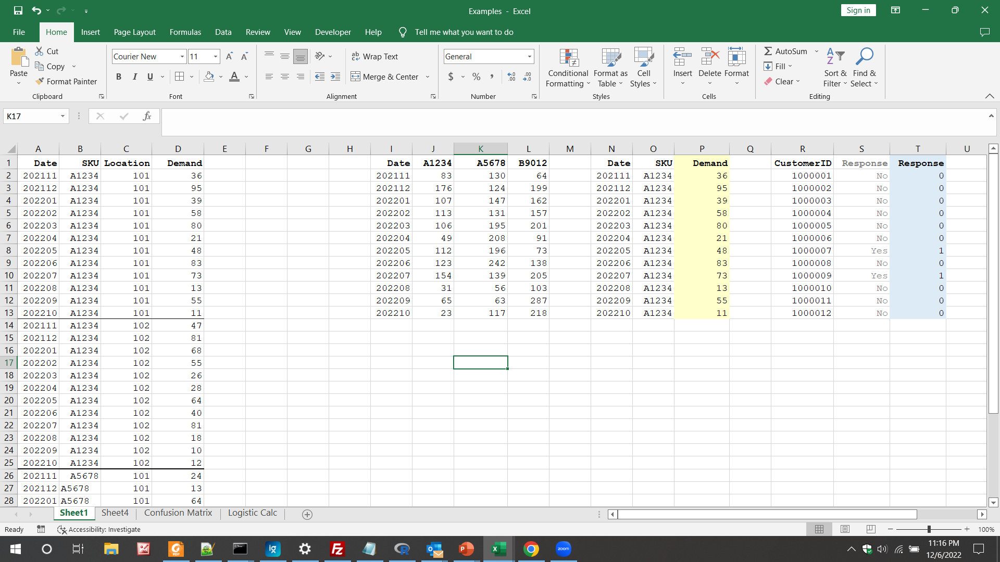 Examples - Excel
Sign in
File Home Insert Page Layout Formulas Data Review View Developer Help Tell me what you want to do
Paste
Cut
Copy
Format Painter
Clipboard
Courier New 11
B I U
Font
Wrap Text
Merge & Center
Alignment
General
$ % ,
Number
Conditional Formatting
Format as Table
Cell Styles
Styles
Insert Delete Format
Cells
AutoSum
Fill
Clear
Sort & Filter
Find & Select
Editing
K17 fx
A B C D E F G H I J K L M N O P Q R S T U
1 Date SKU Location Demand Date A1234 A5678 B9012 Date SKU Demand CustomerID Response Response
2 202111 A1234 101 36 202111 83 130 64 202111 A1234 36 1000001 No 0
3 202112 A1234 101 95 202112 176 124 199 202112 A1234 95 1000002 No 0
4 202201 A1234 101 39 202201 107 147 162 202201 A1234 39 1000003 No 0
5 202202 A1234 101 58 202202 113 131 157 202202 A1234 58 1000004 No 0
6 202203 A1234 101 80 202203 106 195 201 202203 A1234 80 1000005 No 0
7 202204 A1234 101 21 202204 49 208 91 202204 A1234 21 1000006 No 0
8 202205 A1234 101 48 202205 112 196 73 202205 A1234 48 1000007 Yes 1
9 202206 A1234 101 83 202206 123 242 138 202206 A1234 83 1000008 No 0
10 202207 A1234 101 73 202207 154 139 205 202207 A1234 73 1000009 Yes 1
11 202208 A1234 101 13 202208 31 56 103 202208 A1234 13 1000010 No 0
12 202209 A1234 101 55 202209 65 63 287 202209 A1234 55 1000011 No 0
13 202210 A1234 101 11 202210 23 117 218 202210 A1234 11 1000012 No 0
14 202111 A1234 102 47
15 202112 A1234 102 81
16 202201 A1234 102 68
17 202202 A1234 102 55
18 202203 A1234 102 26
19 202204 A1234 102 28
20 202205 A1234 102 64
21 202206 A1234 102 40
22 202207 A1234 102 81
23 202208 A1234 102 18
24 202209 A1234 102 10
25 202210 A1234 102 12
26 202111 A5678 101 24
27 202112 A5678 101 13
28 202201 A5678 101 64
Sheet1 Sheet4 Confusion Matrix Logistic Calc
Ready Accessibility: Investigate 100%
11:16 PM
12/6/2022